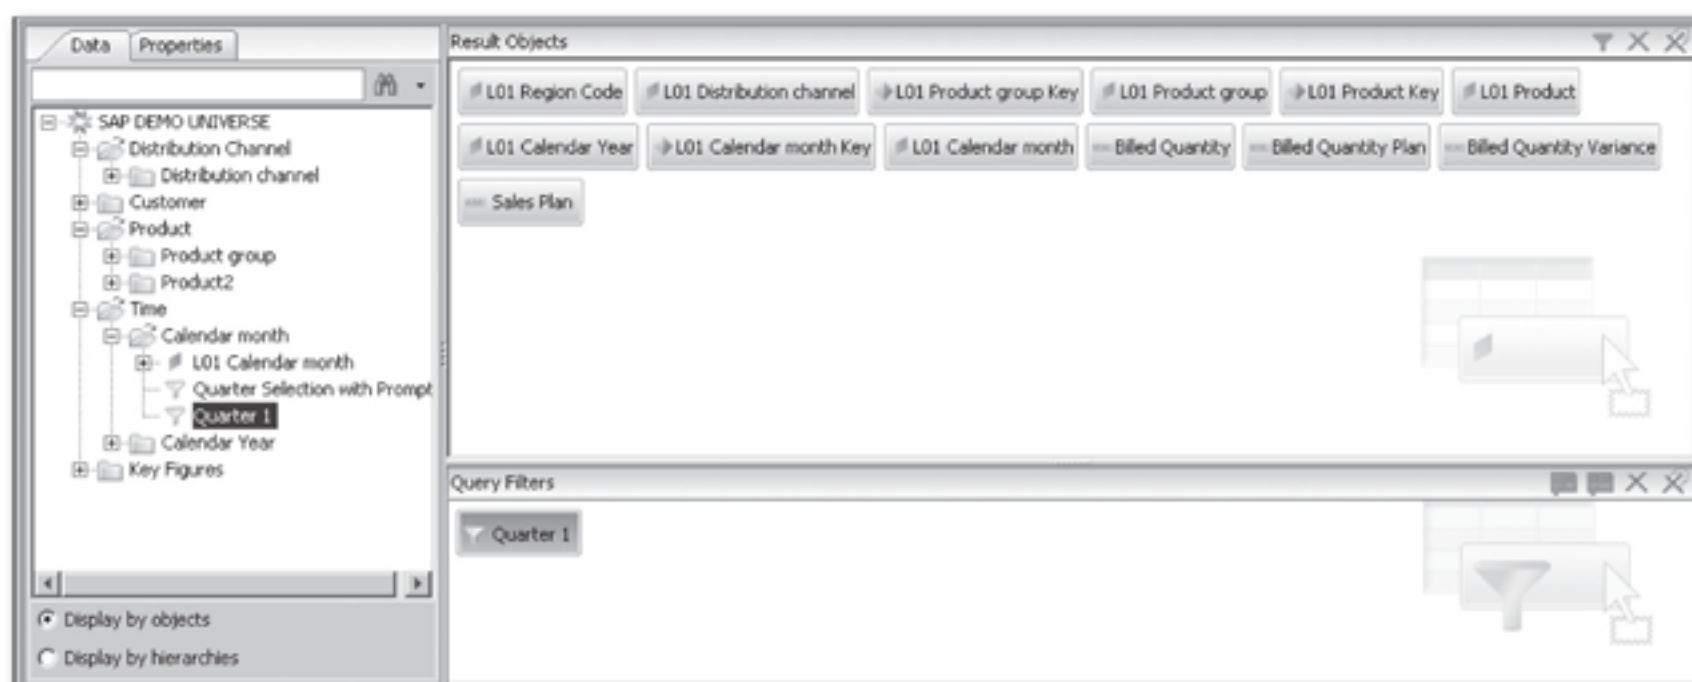 Data Properties
SAP DEMO UNIVERSE
Distribution Channel
Distribution channel
Customer
Product
Product group
Product2
Time
Calendar month
L01 Calendar month
Quarter Selection with Prompt
Quarter 1
Calendar Year
Key Figures
Display by objects
Display by hierarchies
Result Objects
L01 Region Code L01 Distribution channel L01 Product group Key L01 Product group L01 Product Key L01 Product
L01 Calendar Year L01 Calendar month Key L01 Calendar month Billed Quantity Billed Quantity Plan Billed Quantity Variance
Sales Plan
Query Filters
Quarter 1